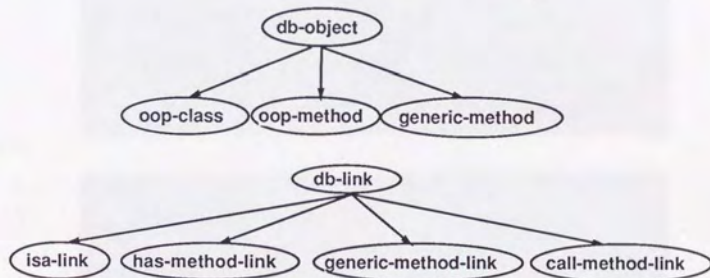 db-object
oop-class oop-method generic-method
db-link
isa-link has-method-link generic-method-link call-method-link